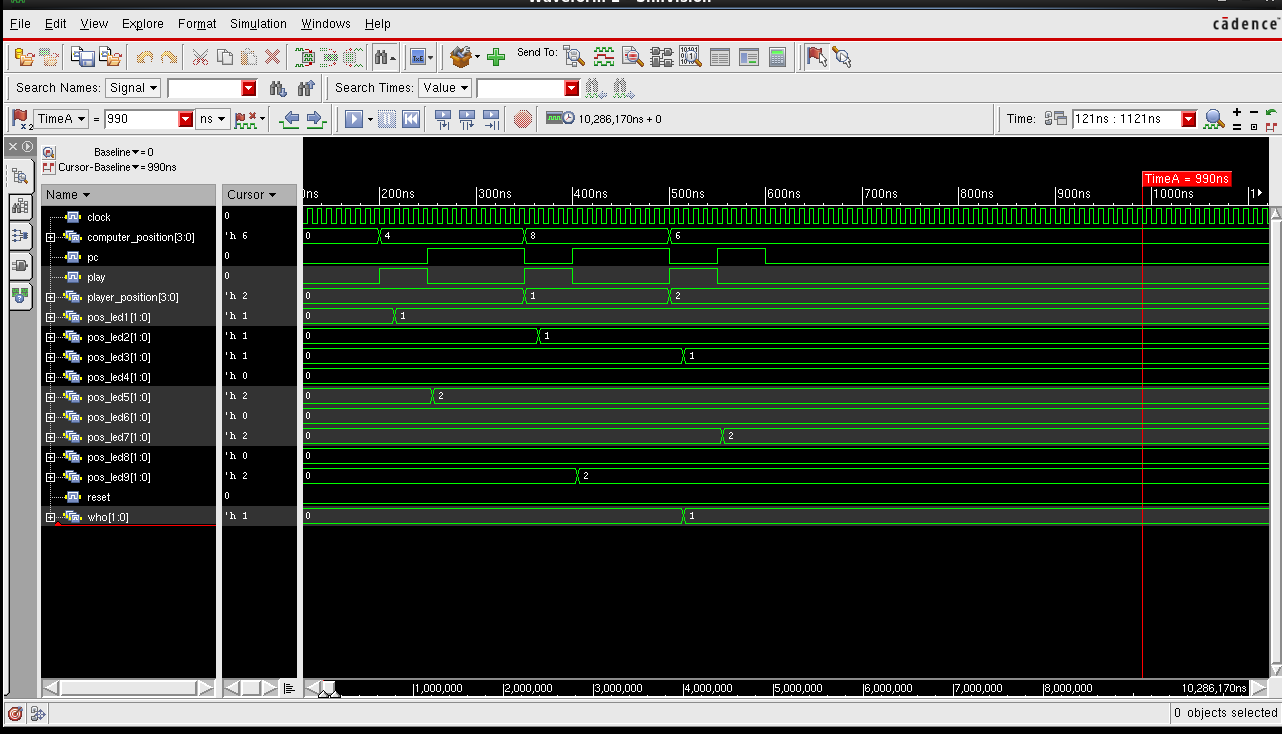 File Edit View Explore Format Simulation Windows Help
cādence
Send To:
Search Names: Signal Search Times: Value
TimeA = 990 ns 10,286,170ns + 0 Time: 121ns : 1121ns
x2
Baseline = 0
Cursor-Baseline = 990ns
TimeA = 990ns
Name Cursor 0ns 200ns 300ns 400ns 500ns 600ns 700ns 800ns 900ns 1000ns 1
clock 0
computer_position[3:0] 'h 6 0 4 8 6
pc 0
play 0
player_position[3:0] 'h 2 0 1 2
pos_led1[1:0] 'h 1 0 1
pos_led2[1:0] 'h 1 0 1
pos_led3[1:0] 'h 1 0 1
pos_led4[1:0] 'h 0 0
pos_led5[1:0] 'h 2 0 2
pos_led6[1:0] 'h 0 0
pos_led7[1:0] 'h 2 0 2
pos_led8[1:0] 'h 0 0
pos_led9[1:0] 'h 2 0 2
reset 0
who[1:0] 'h 1 0 1
1,000,000 2,000,000 3,000,000 4,000,000 5,000,000 6,000,000 7,000,000 8,000,000 10,286,170ns
0 objects selected